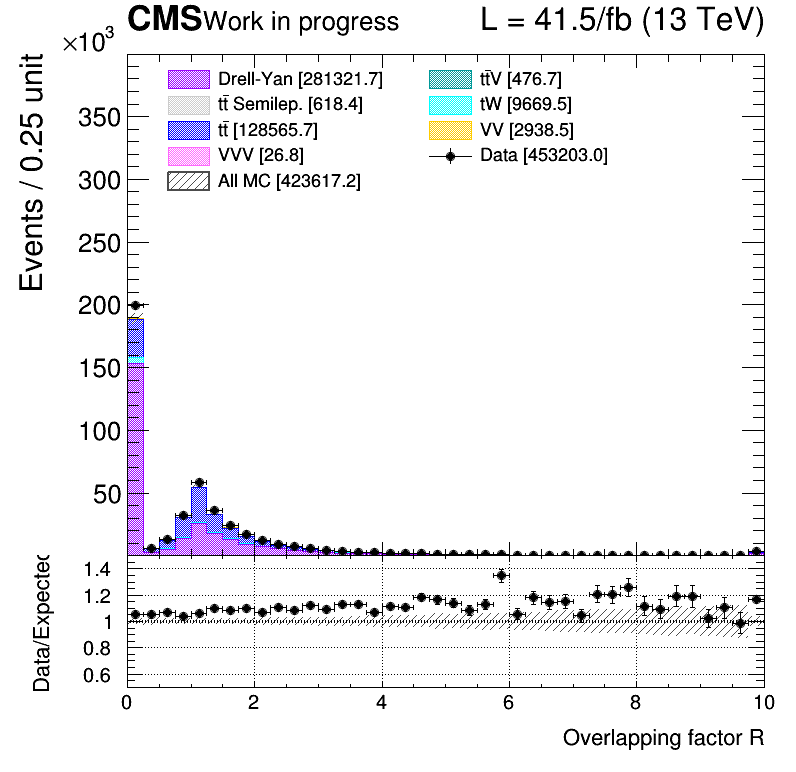 CMS Work in progress L = 41.5/fb (13 TeV)
×10³
Events / 0.25 unit
Drell-Yan [281321.7]
tt̄ Semilep. [618.4]
tt̄ [128565.7]
VVV [26.8]
All MC [423617.2]
tt̄V [476.7]
tW [9669.5]
VV [2938.5]
Data [453203.0]
350
300
250
200
150
100
50
Data/Expected
1.4
1.2
1
0.8
0.6
0 2 4 6 8 10
Overlapping factor R